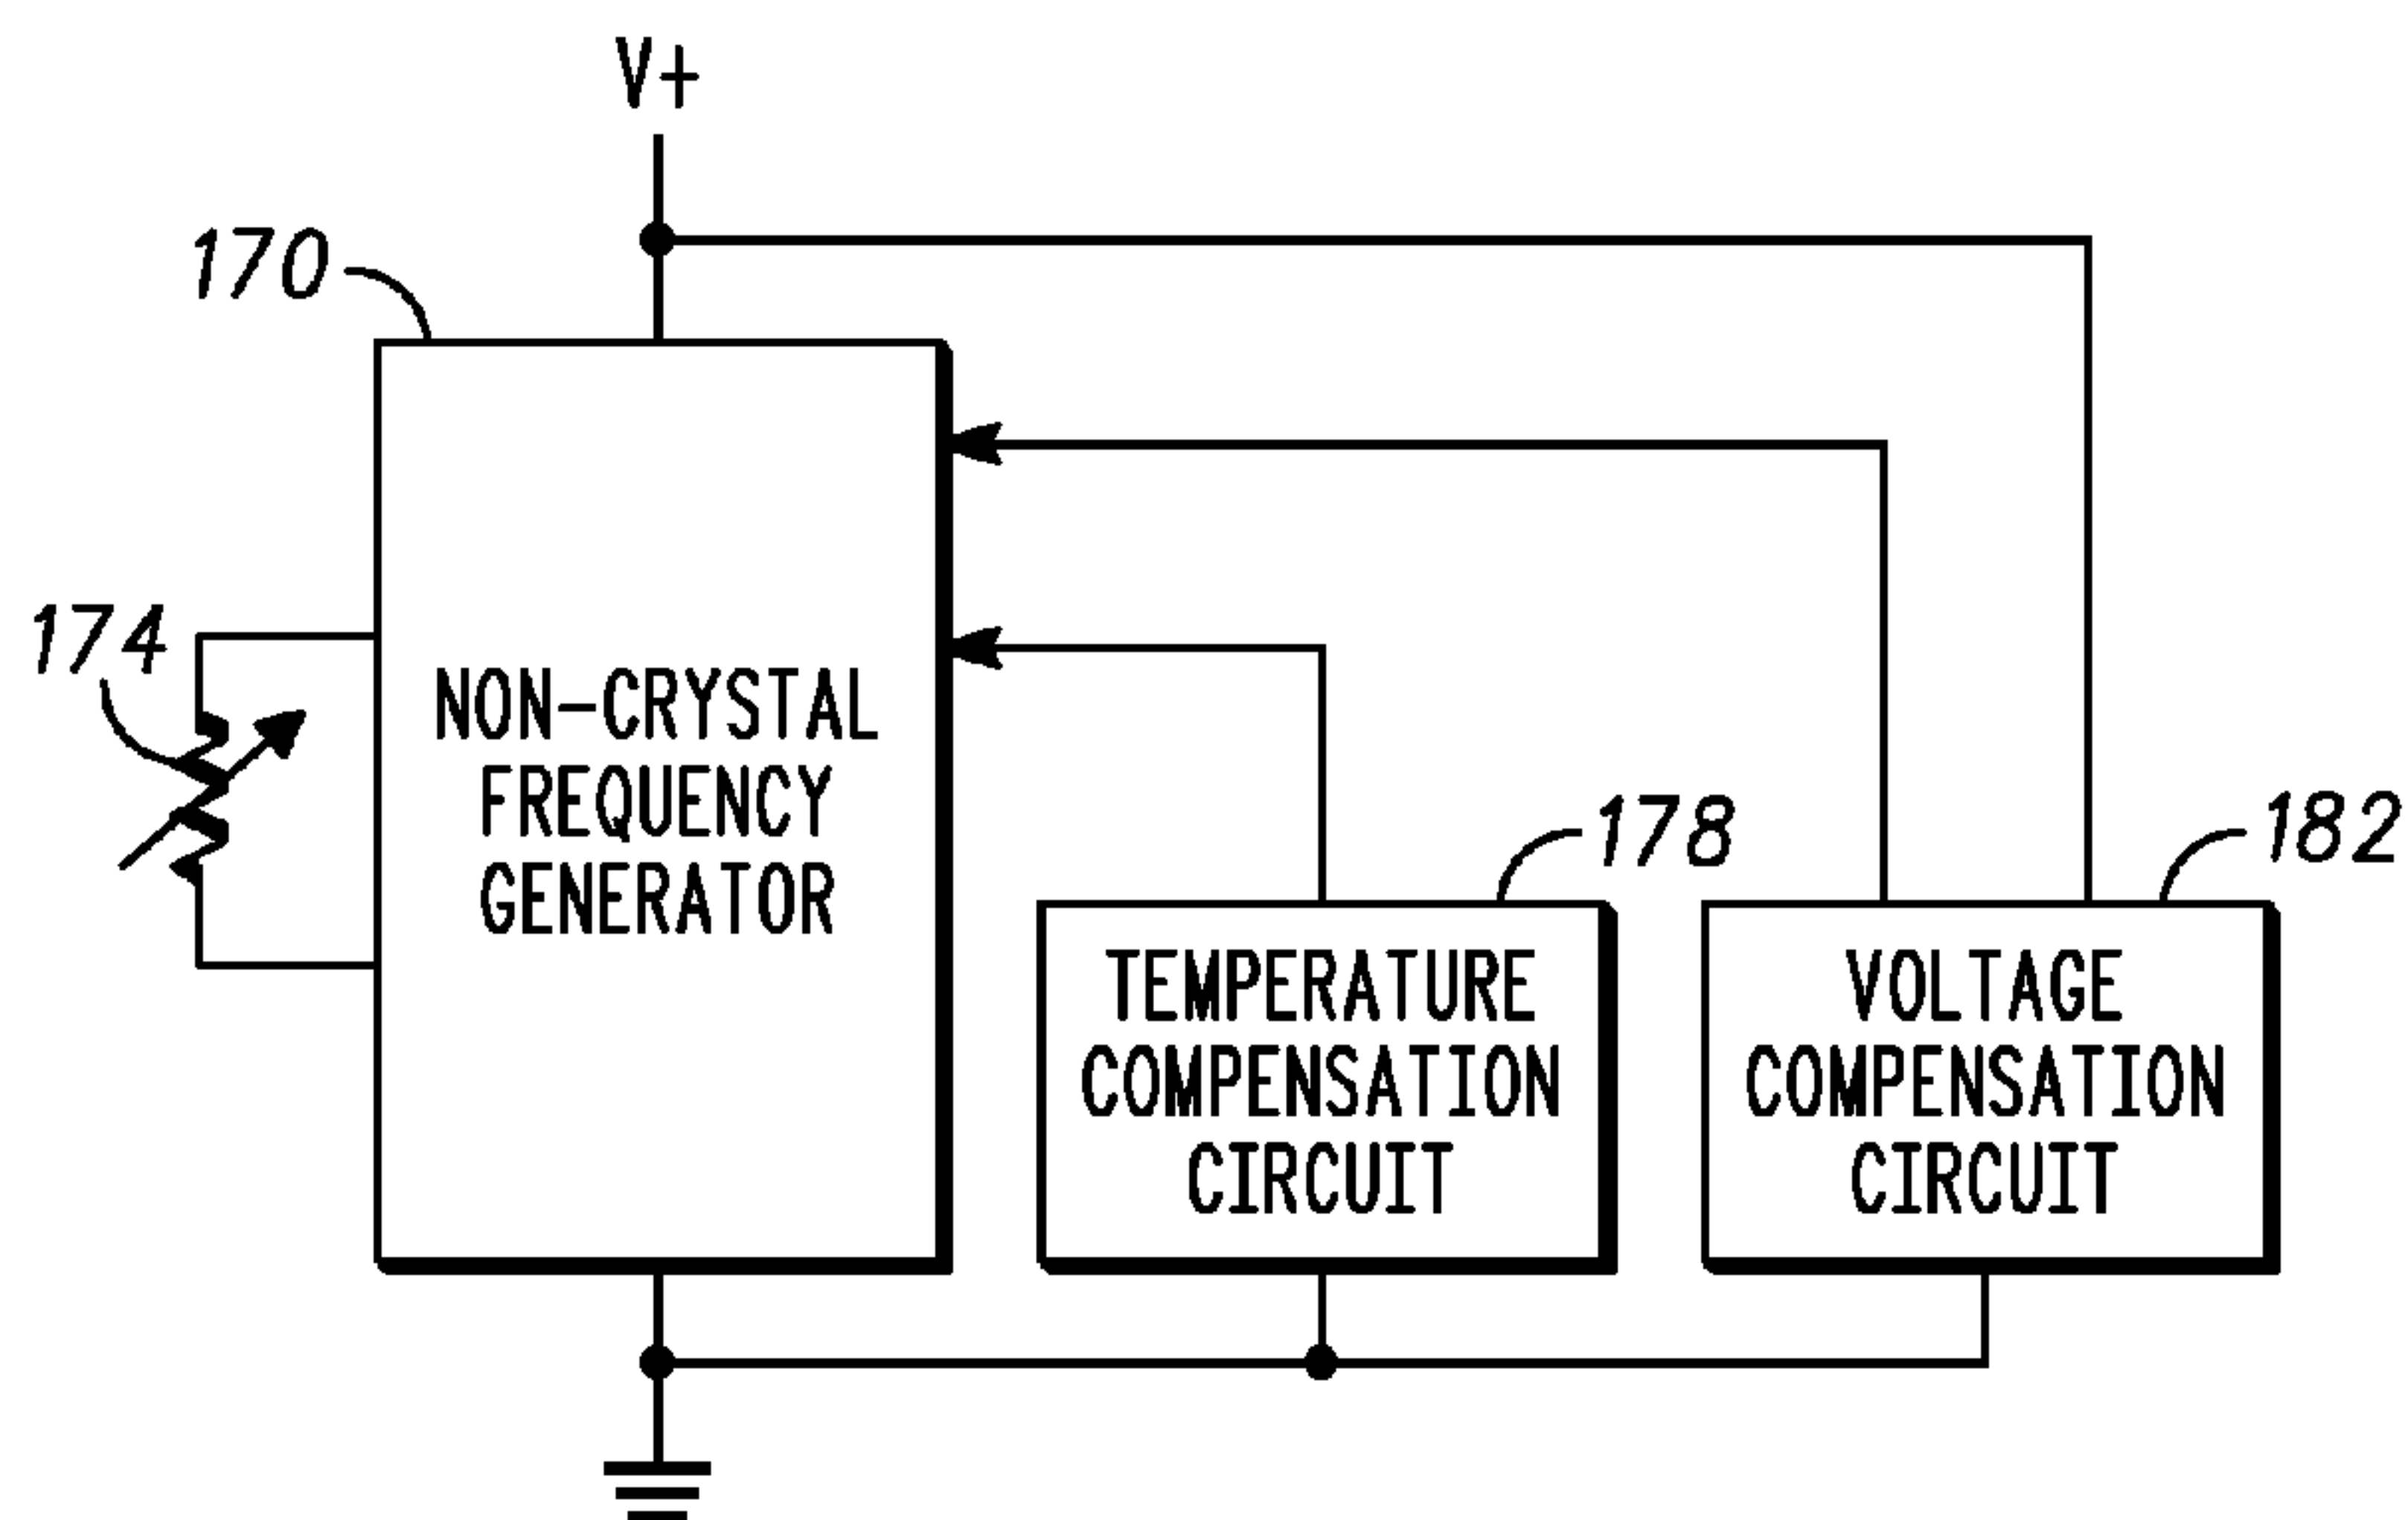 V+
170
174
NON-CRYSTAL
FREQUENCY
GENERATOR
178
182
TEMPERATURE
COMPENSATION
CIRCUIT
VOLTAGE
COMPENSATION
CIRCUIT